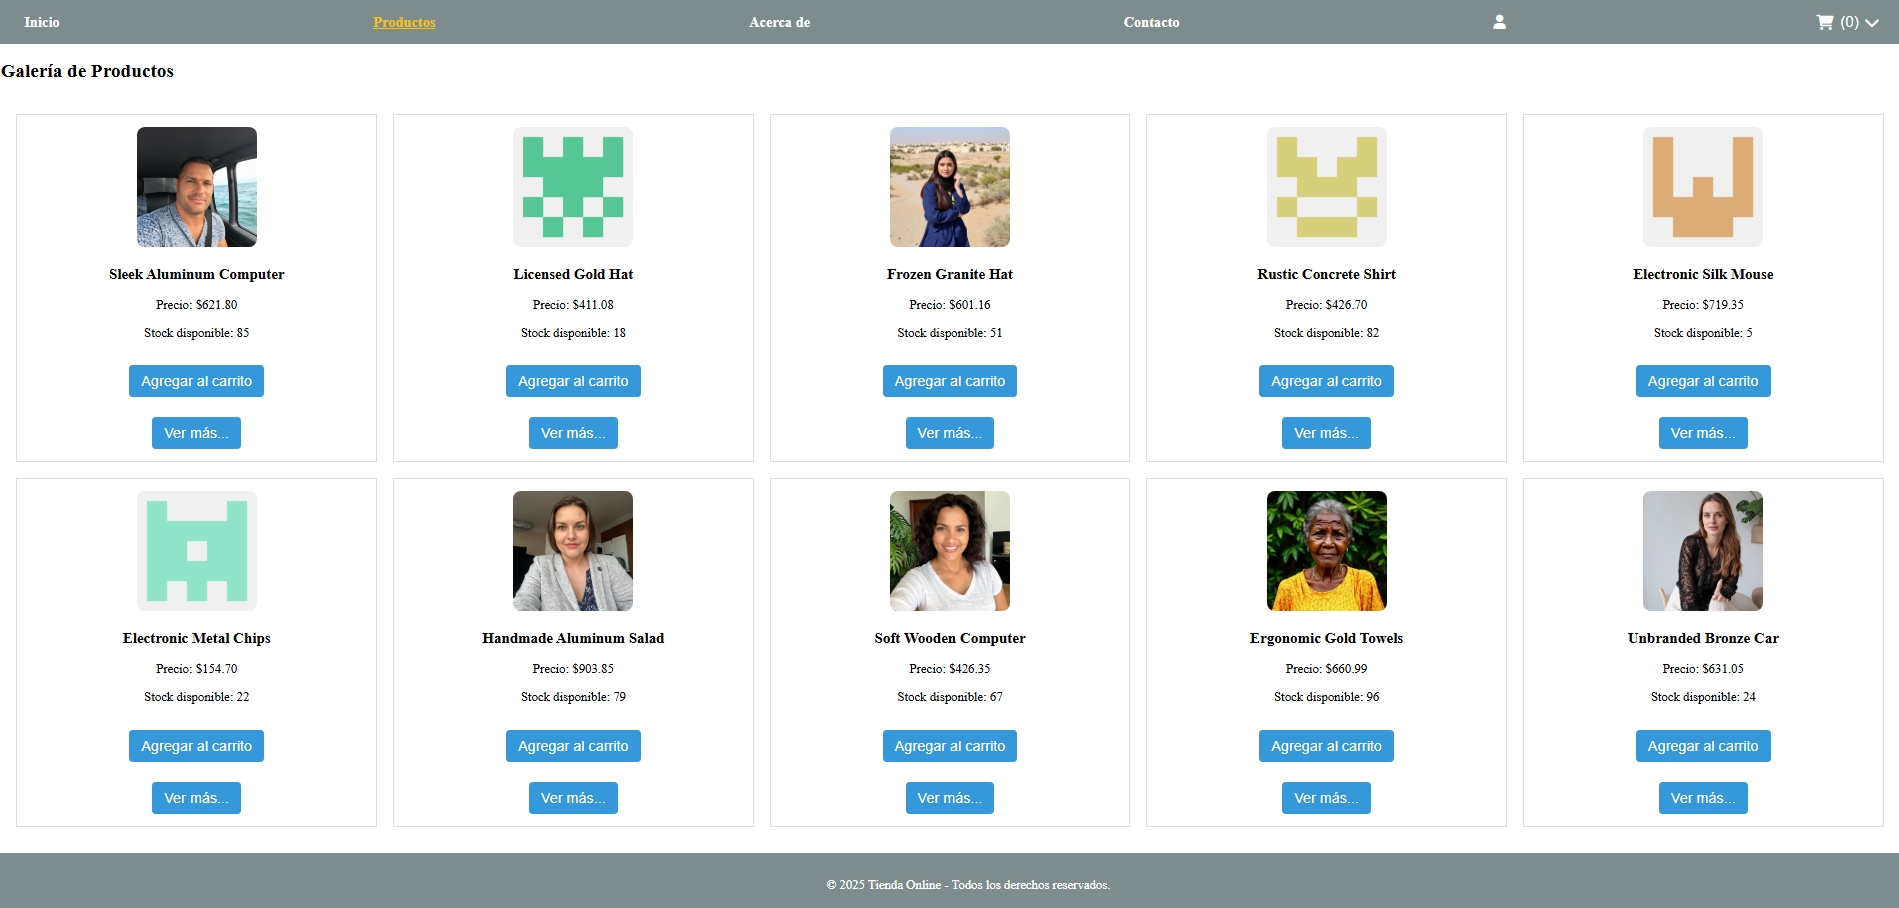 Inicio
Productos
Acerca de
Contacto
(0)
Galería de Productos
Sleek Aluminum Computer
Precio: $621.80
Stock disponible: 85
Agregar al carrito
Ver más...
Licensed Gold Hat
Precio: $411.08
Stock disponible: 18
Agregar al carrito
Ver más...
Frozen Granite Hat
Precio: $601.16
Stock disponible: 51
Agregar al carrito
Ver más...
Rustic Concrete Shirt
Precio: $426.70
Stock disponible: 82
Agregar al carrito
Ver más...
Electronic Silk Mouse
Precio: $719.35
Stock disponible: 5
Agregar al carrito
Ver más...
Electronic Metal Chips
Precio: $154.70
Stock disponible: 22
Agregar al carrito
Ver más...
Handmade Aluminum Salad
Precio: $903.85
Stock disponible: 79
Agregar al carrito
Ver más...
Soft Wooden Computer
Precio: $426.35
Stock disponible: 67
Agregar al carrito
Ver más...
Ergonomic Gold Towels
Precio: $660.99
Stock disponible: 96
Agregar al carrito
Ver más...
Unbranded Bronze Car
Precio: $631.05
Stock disponible: 24
Agregar al carrito
Ver más...
© 2025 Tienda Online - Todos los derechos reservados.